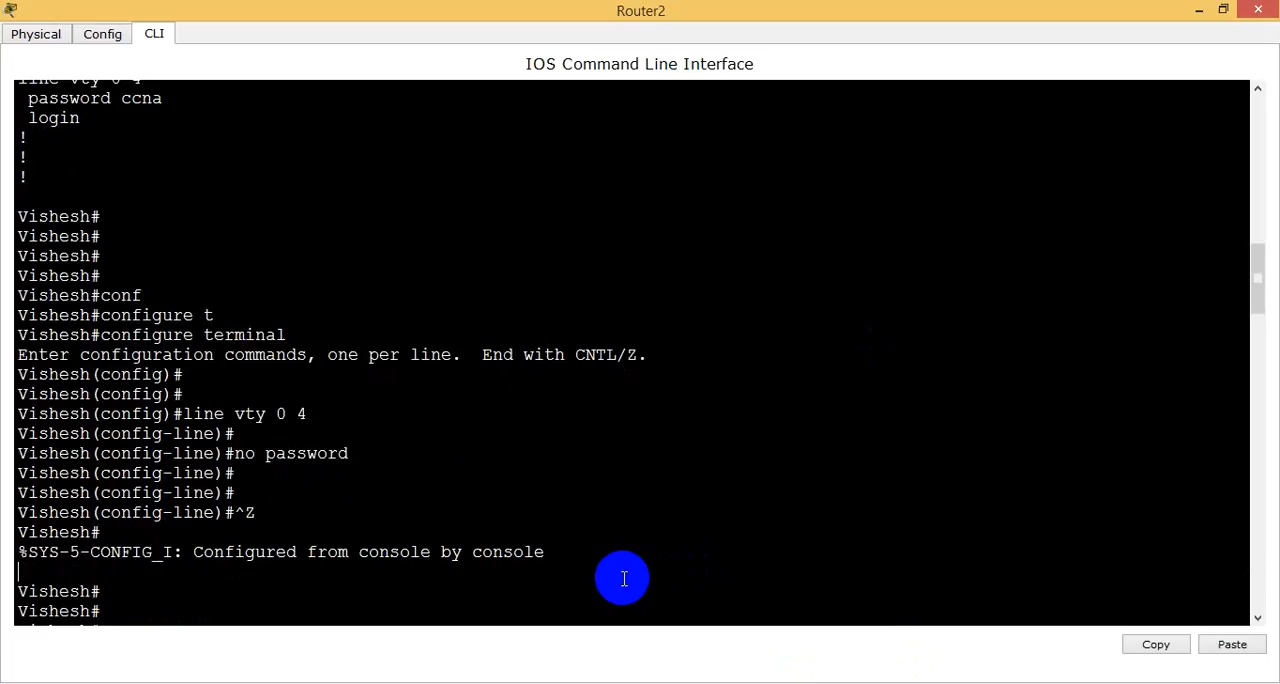 Router2
Physical
Config
CLI
IOS Command Line Interface
line vty 0 4
 password ccna
 login
!
!
!
Vishesh#
Vishesh#
Vishesh#
Vishesh#
Vishesh#conf
Vishesh#configure t
Vishesh#configure terminal
Enter configuration commands, one per line.  End with CNTL/Z.
Vishesh(config)#
Vishesh(config)#
Vishesh(config)#line vty 0 4
Vishesh(config-line)#
Vishesh(config-line)#no password
Vishesh(config-line)#
Vishesh(config-line)#
Vishesh(config-line)#^Z
Vishesh#
%SYS-5-CONFIG_I: Configured from console by console
Vishesh#
Vishesh#
Copy
Paste